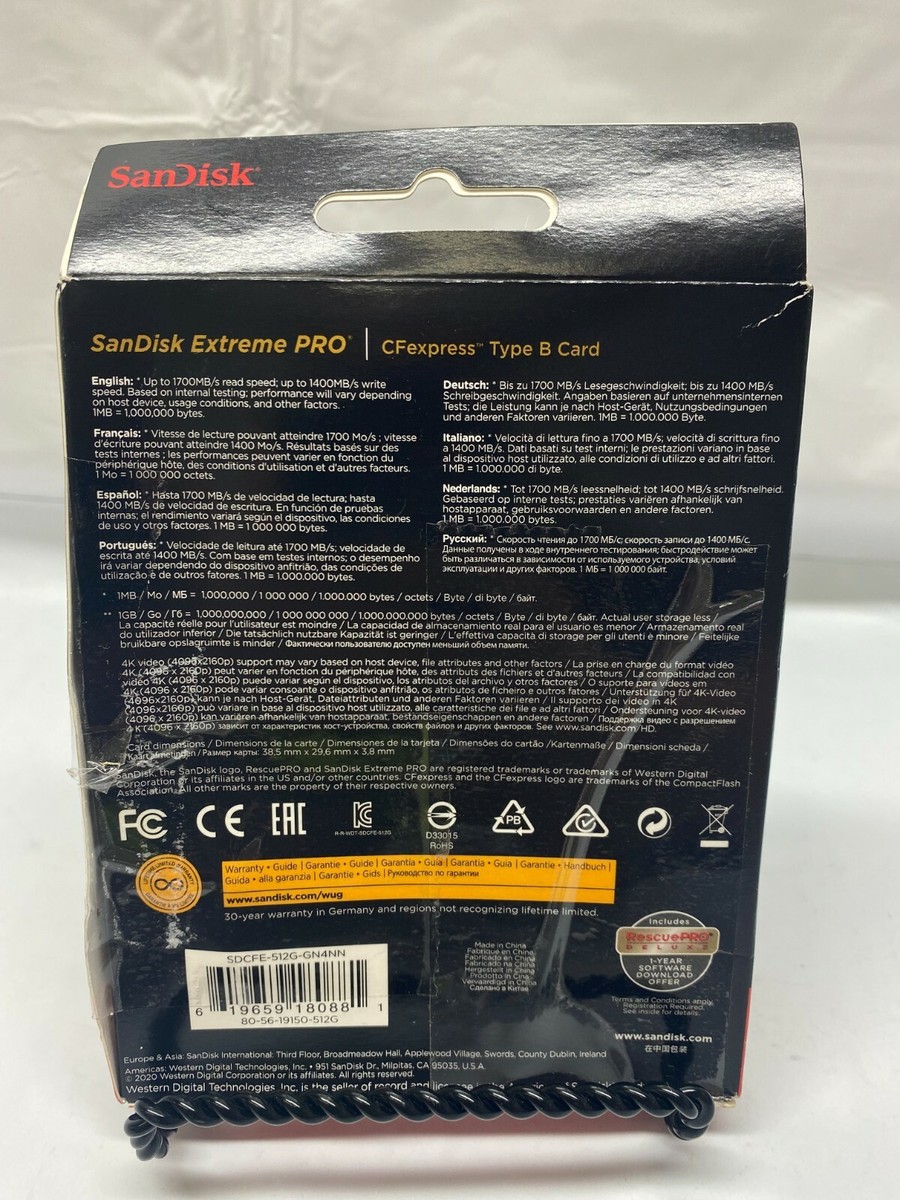 SanDisk®
SanDisk Extreme PRO® | CFexpress™ Type B Card
English: * Up to 1700MB/s read speed; up to 1400MB/s write
speed. Based on internal testing; performance will vary depending
on host device, usage conditions, and other factors.
1MB = 1,000,000 bytes.
Français: * Vitesse de lecture pouvant atteindre 1700 Mo/s ; vitesse
d'écriture pouvant atteindre 1400 Mo/s. Résultats basés sur des
tests internes ; les performances peuvent varier en fonction du
périphérique hôte, des conditions d'utilisation et d'autres facteurs.
1 Mo = 1 000 000 octets.
Español: * Hasta 1700 MB/s de velocidad de lectura; hasta
1400 MB/s de velocidad de escritura. En función de pruebas
internas; el rendimiento variará según el dispositivo, las condiciones
de uso y otros factores. 1 MB = 1 000 000 bytes.
Português: * Velocidade de leitura até 1700 MB/s; velocidade de
escrita até 1400 MB/s. Com base em testes internos; o desempenho
irá variar dependendo do dispositivo anfitrião, das condições de
utilização e de outros fatores. 1 MB = 1.000.000 bytes.
Deutsch: * Bis zu 1700 MB/s Lesegeschwindigkeit; bis zu 1400 MB/s
Schreibgeschwindigkeit. Angaben basieren auf unternehmensinternen
Tests; die Leistung kann je nach Host-Gerät, Nutzungsbedingungen
und anderen Faktoren variieren. 1MB = 1.000.000 Byte.
Italiano: * Velocità di lettura fino a 1700 MB/s; velocità di scrittura fino
a 1400 MB/s. Dati basati su test interni; le prestazioni variano in base
al dispositivo host utilizzato, alle condizioni di utilizzo e ad altri fattori.
1 MB = 1.000.000 di byte.
Nederlands: * Tot 1700 MB/s leessnelheid; tot 1400 MB/s schrijfsnelheid.
Gebaseerd op interne tests; prestaties variëren afhankelijk van
hostapparaat, gebruiksvoorwaarden en andere factoren.
1 MB = 1.000.000 bytes.
Русский: * Скорость чтения до 1700 МБ/с; скорость записи до 1400 МБ/с.
Данные получены в ходе внутреннего тестирования; быстродействие может
быть различаться в зависимости от используемого устройства, условий
эксплуатации и других факторов. 1 МБ = 1 000 000 байт.
* 1MB / Mo / МБ = 1,000,000 / 1 000 000 / 1.000.000 bytes / octets / Byte / di byte / байт.
** 1GB / Go / Гб = 1,000,000,000 / 1 000 000 000 / 1.000.000.000 bytes / octets / Byte / di byte / байт. Actual user storage less /
La capacité réelle pour l'utilisateur est moindre / La capacidad de almacenamiento real para el usuario es menor / Armazenamento real
do utilizador inferior / Die tatsächlich nutzbare Kapazität ist geringer / L'effettiva capacità di storage per gli utenti è minore / Feitelijke
bruikbare opslagruimte is minder / Фактически пользователю доступен меньший объем памяти.
4K video (4096x2160p) support may vary based on host device, file attributes and other factors / La prise en charge du format vidéo
4K (4096 x 2160p) peut varier en fonction du périphérique hôte, des attributs des fichiers et d'autres facteurs / La compatibilidad con
video 4K (4096 x 2160p) puede variar según el dispositivo, los atributos del archivo y otros factores / O suporte para vídeos em
4K (4096 x 2160p) pode variar consoante o dispositivo anfitrião, os atributos de ficheiro e outros fatores / Unterstützung für 4K-Video
(4096x2160p) kann je nach Host-Gerät, Dateiattributen und anderen Faktoren variieren / Il supporto dei video in 4K
(4096x2160p) può variare in base al dispositivo host utilizzato, alle caratteristiche dei file e ad altri fattori / Ondersteuning voor 4K-video
(4096 x 2160p) kan variëren afhankelijk van hostapparaat, bestandseigenschappen en andere factoren / Поддержка видео с разрешением
4K (4096 x 2160p) зависит от характеристик хост-устройства, свойств файлов и других факторов. See www.sandisk.com/HD.
Card dimensions / Dimensions de la carte / Dimensiones de la tarjeta / Dimensões do cartão /Kartenmaße / Dimensioni scheda /
Kaart afmetingen / Размер карты: 38,5 mm x 29,6 mm x 3,8 mm
SanDisk, the SanDisk logo, RescuePRO and SanDisk Extreme PRO are registered trademarks or trademarks of Western Digital
Corporation or its affiliates in the US and/or other countries. CFexpress and the CFexpress logo are trademarks of the CompactFlash
Association. All other marks are the property of their respective owners.
FC CE EAC
R-R-WDT-SDCFE-512G
D33015
RoHS
PB
Warranty • Guide | Garantie • Guide | Garantía • Guía | Garantia • Guia | Garantie • Handbuch |
Guida • alla garanzia | Garantie • Gids | Руководство по гарантии
www.sandisk.com/wug
30-year warranty in Germany and regions not recognizing lifetime limited.
SDCFE-512G-GN4NN
6 19659 18088 1
80-56-19150-512G
Made in China
Fabriqué en Chine
Fabricado en China
Fabricado na China
Hergestellt in China
Prodotto in Cina
Vervaardigd in China
Сделано в Китае
Includes
RescuePRO®
DELUXE
1-YEAR
SOFTWARE
DOWNLOAD
OFFER
Terms and Conditions apply.
Registration Required.
See inside for details.
www.sandisk.com
在中国包装
Europe & Asia: SanDisk International: Third Floor, Broadmeadow Hall, Applewood Village, Swords, County Dublin, Ireland
Americas: Western Digital Technologies, Inc. • 951 SanDisk Dr., Milpitas, CA 95035, U.S.A.
© 2020 Western Digital Corporation or its affiliates. All rights reserved.
Western Digital Technologies, Inc. is the seller of record and